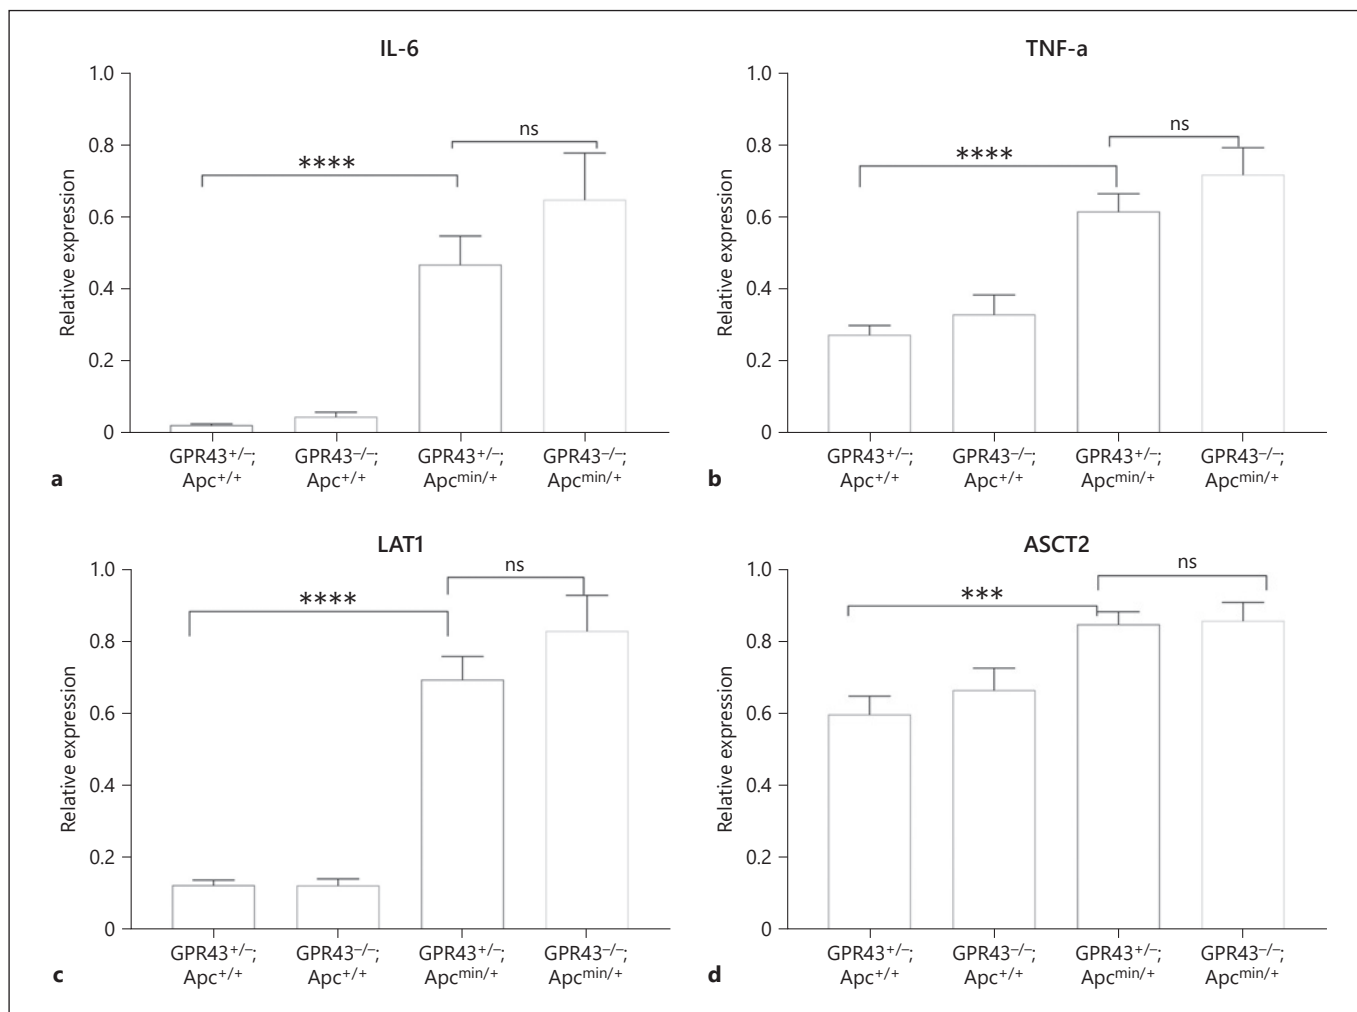 IL-6
1.0
0.8
0.6
0.4
0.2
0
Relative expression
****
ns
GPR43+/–; GPR43–/–; GPR43+/–; GPR43–/–;
Apc+/+ Apc+/+ Apcmin/+ Apcmin/+
a
TNF-a
1.0
0.8
0.6
0.4
0.2
0
Relative expression
****
ns
GPR43+/–; GPR43–/–; GPR43+/–; GPR43–/–;
Apc+/+ Apc+/+ Apcmin/+ Apcmin/+
b
LAT1
1.0
0.8
0.6
0.4
0.2
0
Relative expression
****
ns
GPR43+/–; GPR43–/–; GPR43+/–; GPR43–/–;
Apc+/+ Apc+/+ Apcmin/+ Apcmin/+
c
ASCT2
1.0
0.8
0.6
0.4
0.2
0
Relative expression
***
ns
GPR43+/–; GPR43–/–; GPR43+/–; GPR43–/–;
Apc+/+ Apc+/+ Apcmin/+ Apcmin/+
d